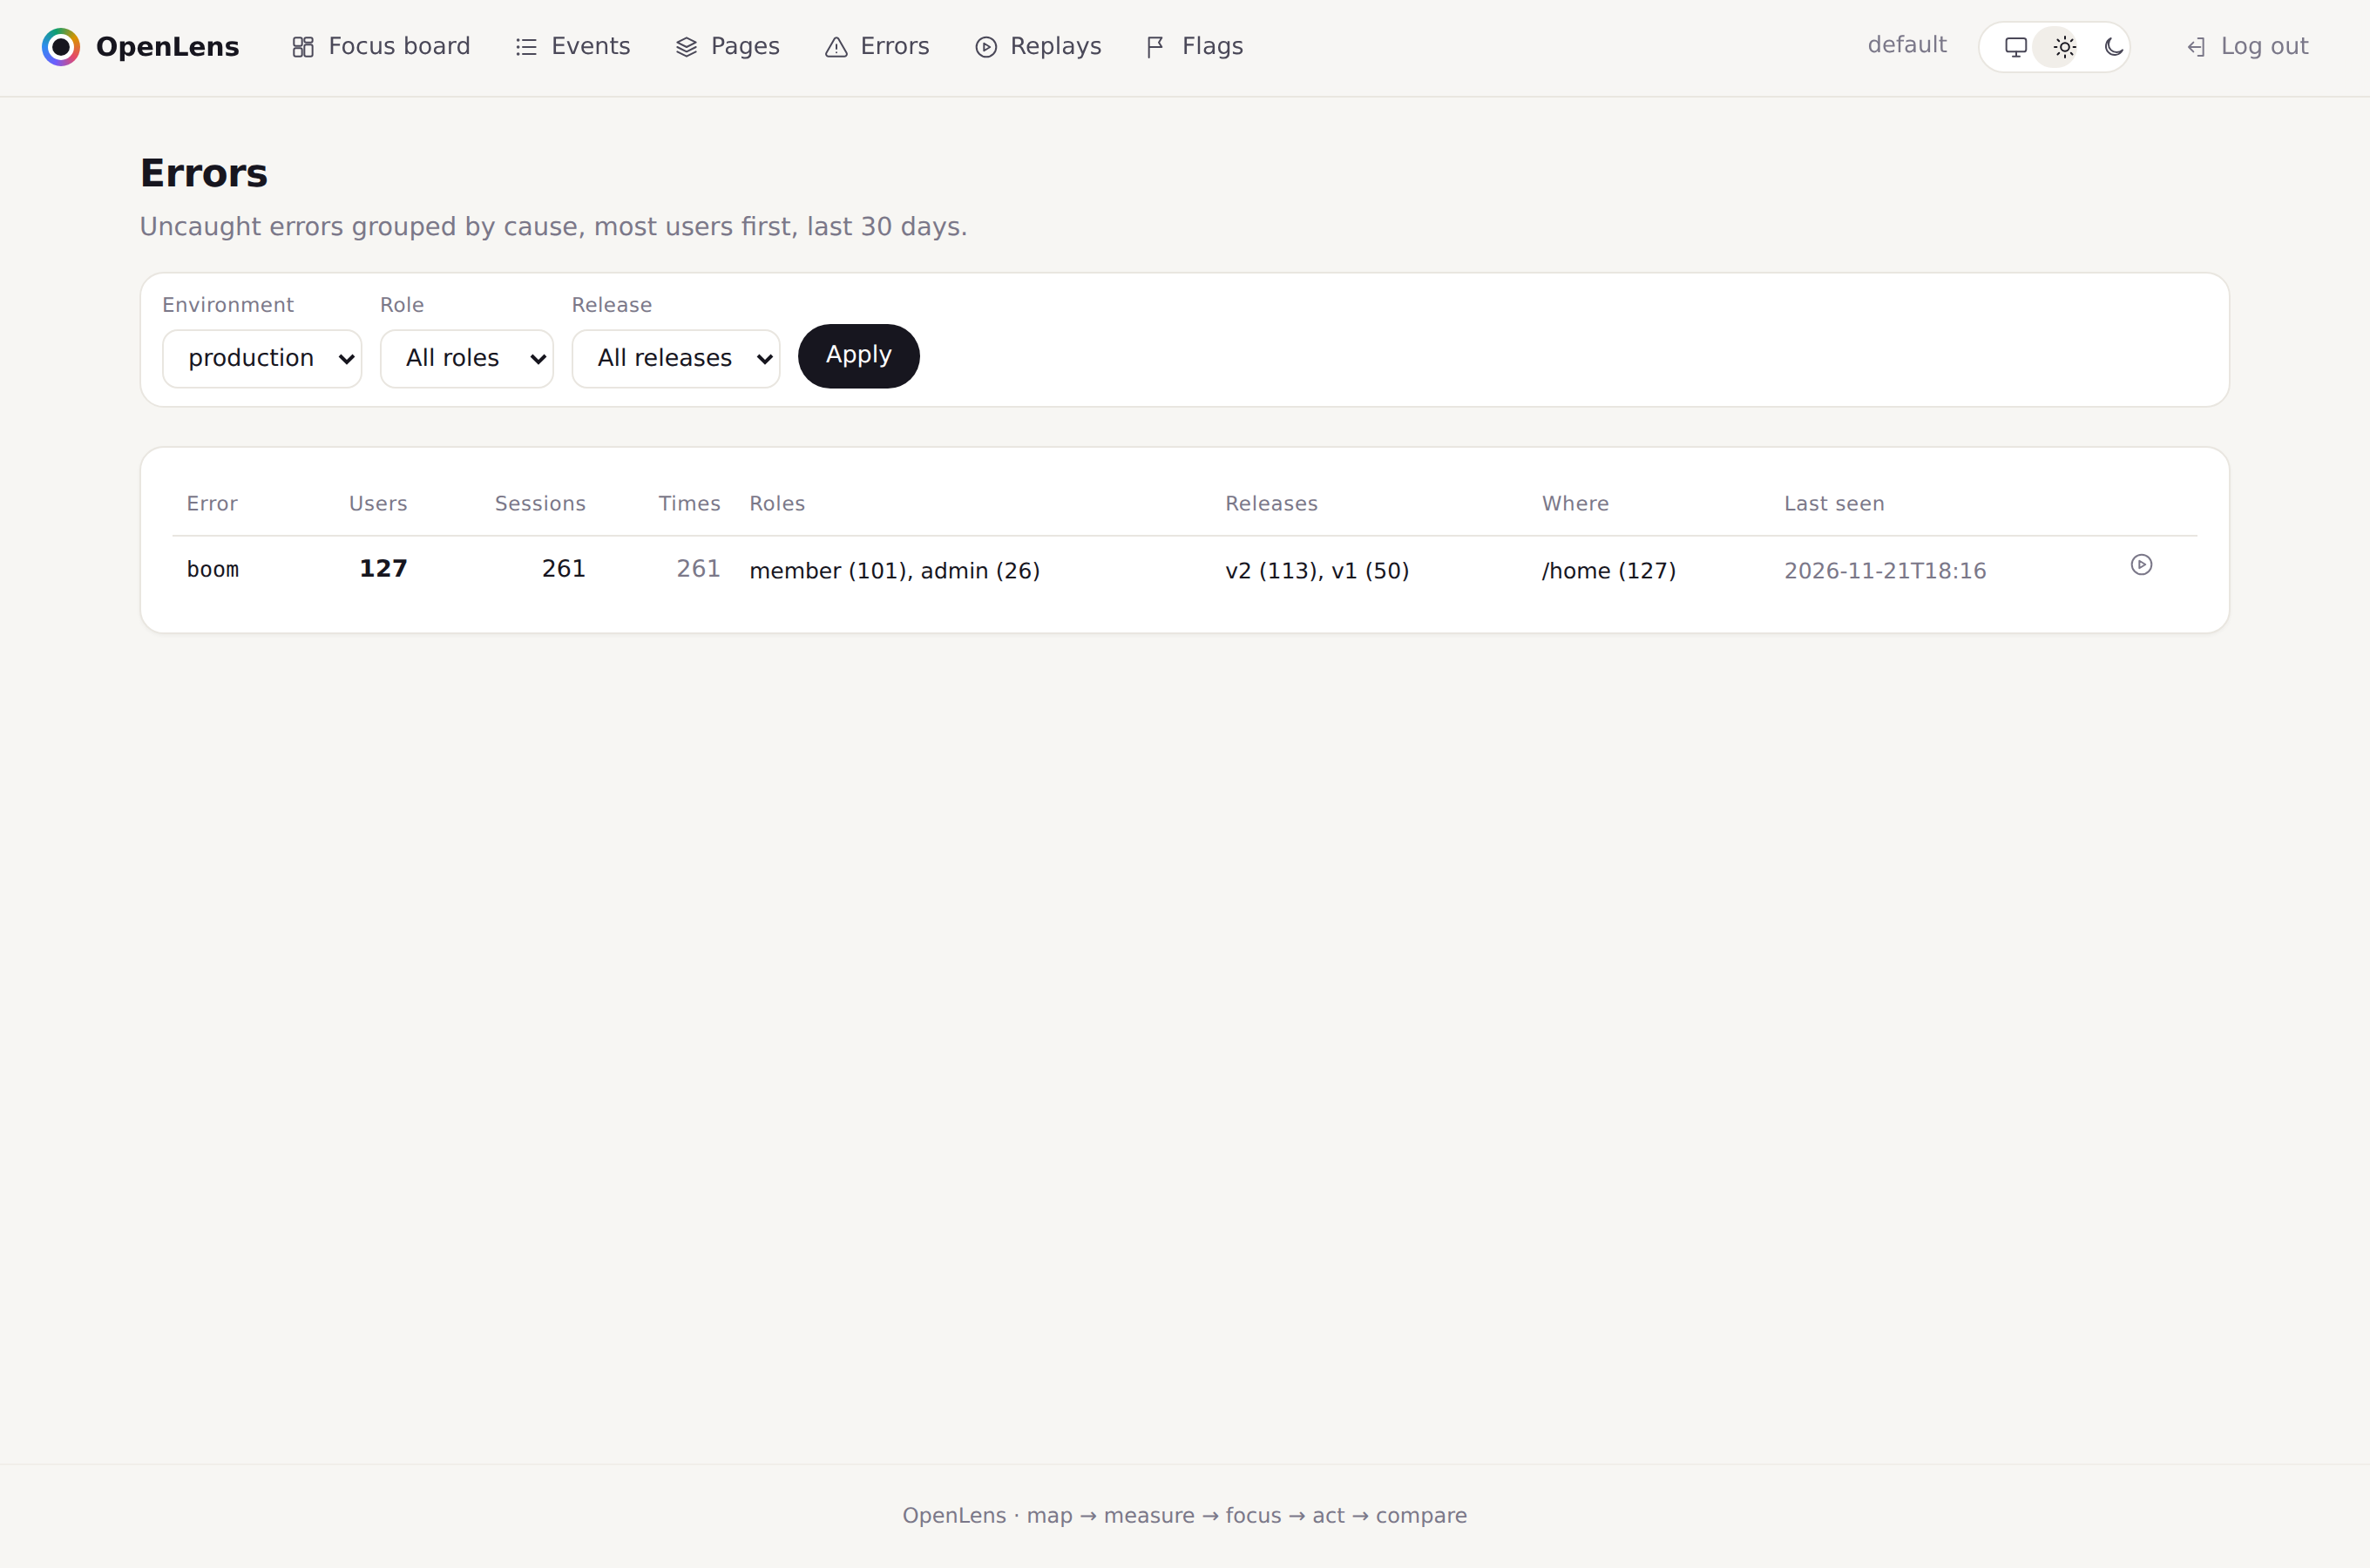 OpenLens Focus board Events Pages Errors Replays Flags default Log out
Errors
Uncaught errors grouped by cause, most users first, last 30 days.
Environment Role Release
production All roles All releases Apply
Error Users Sessions Times Roles Releases Where Last seen
boom 127 261 261 member (101), admin (26) v2 (113), v1 (50) /home (127) 2026-11-21T18:16
OpenLens · map → measure → focus → act → compare